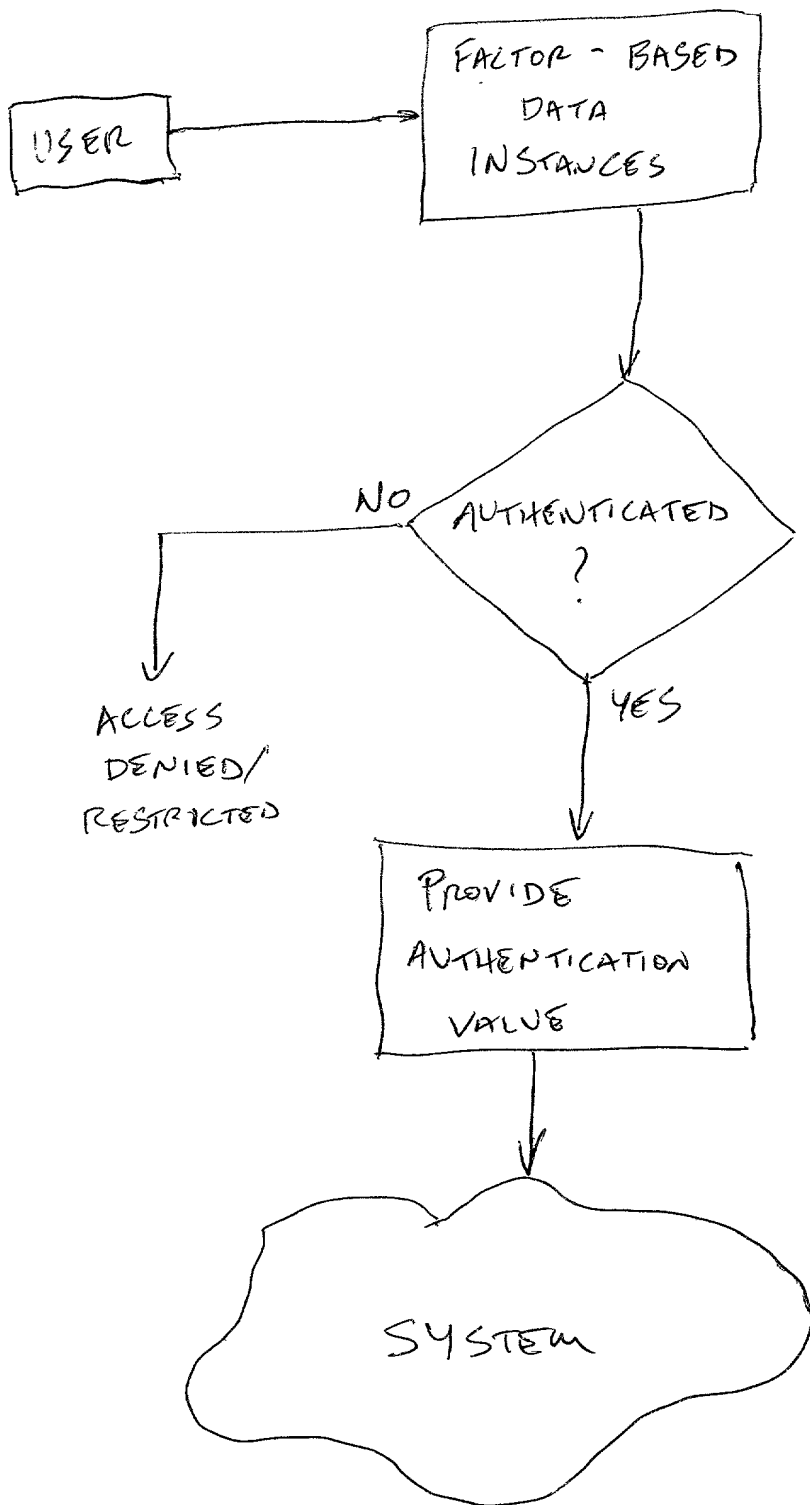 FACTOR - BASED
DATA
INSTANCES
USER
NO
AUTHENTICATED
?
YES
ACCESS
DENIED/
RESTRICTED
PROVIDE
AUTHENTICATION
VALUE
SYSTEM